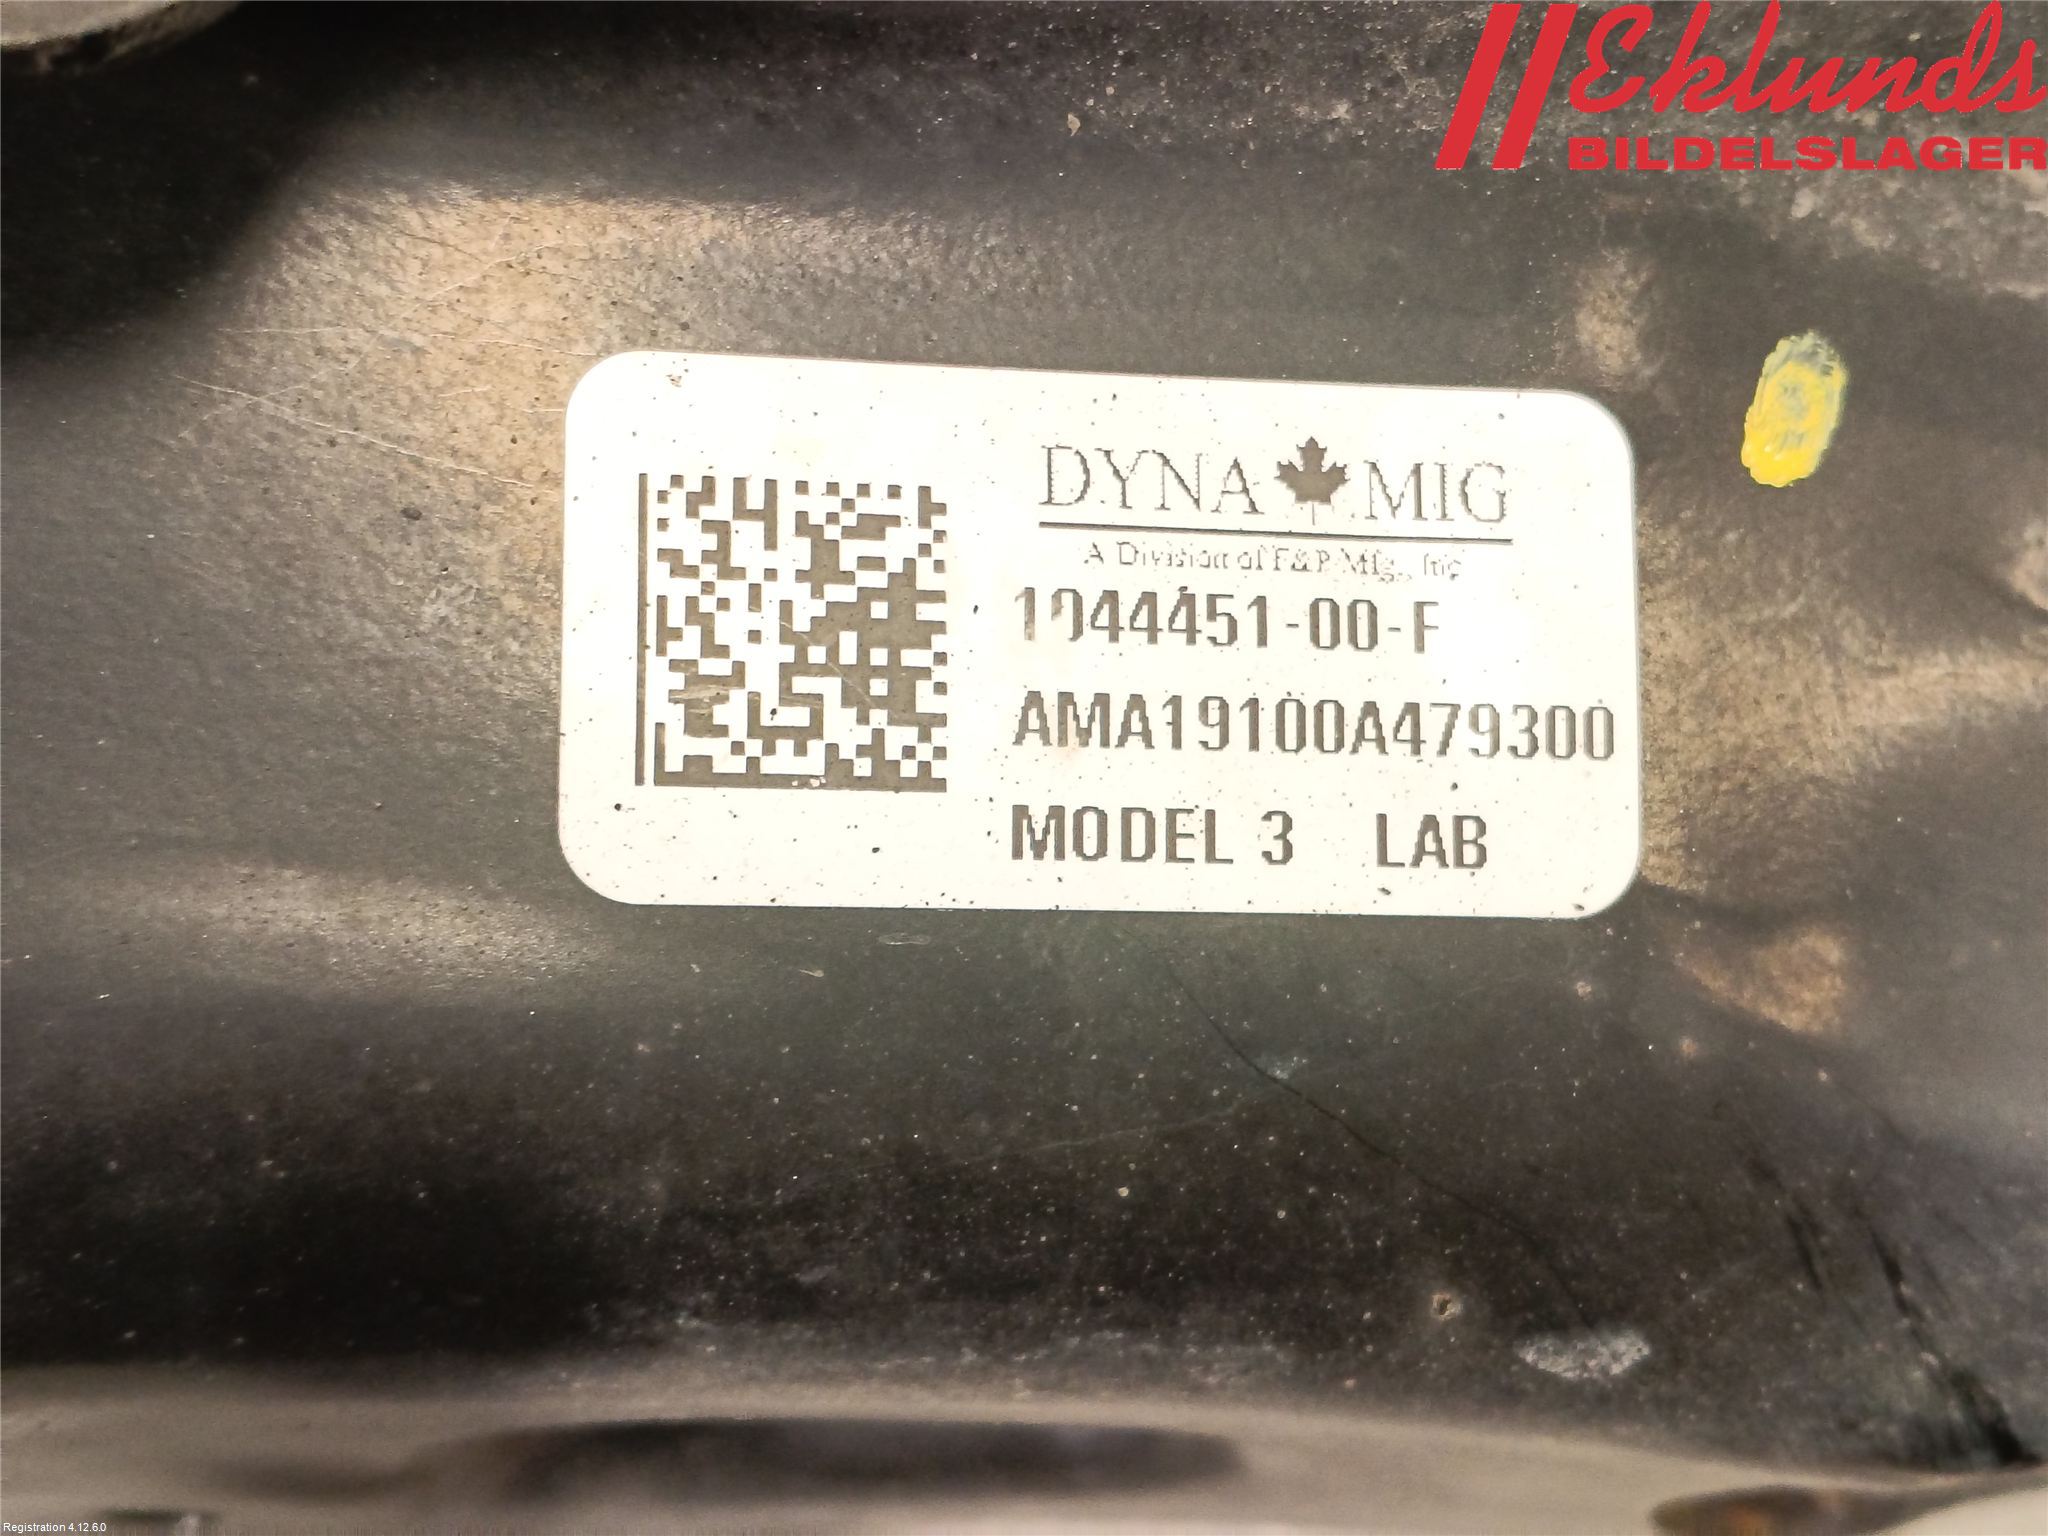 Eklunds
BILDELSLAGER
DYNA MIG
A Division of F&P Mfg., Inc
1044451-00-F
AMA19100A479300
MODEL 3 LAB
Registration 4.12.6.0